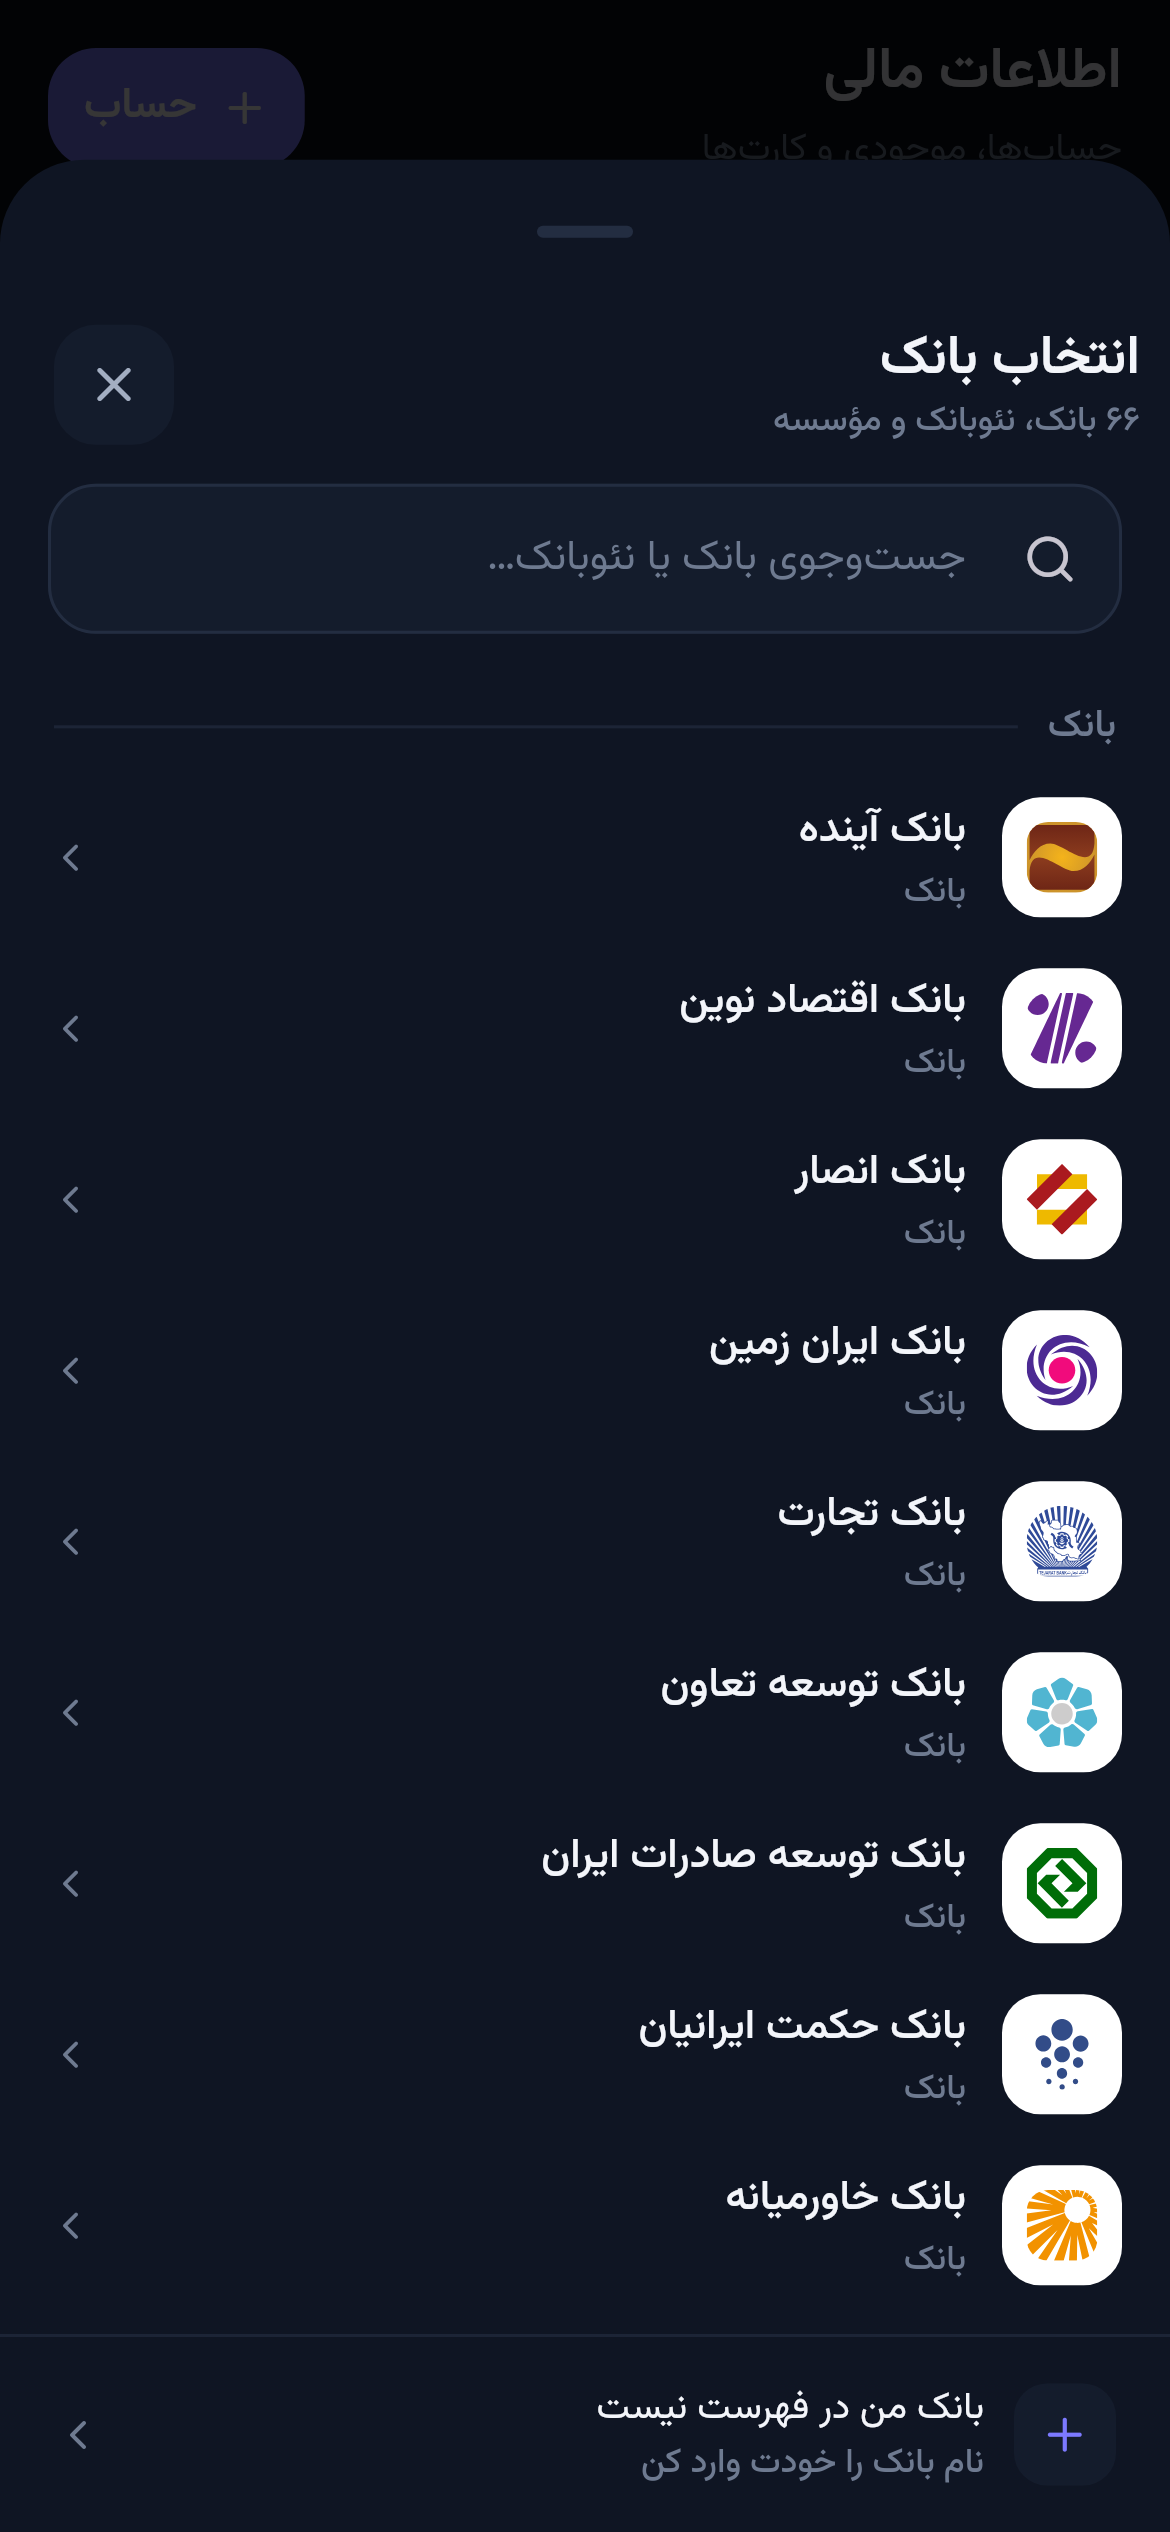 اطلاعات مالی
+ حساب
حساب‌ها، موجودی و کارت‌ها
انتخاب بانک
۶۶ بانک، نئوبانک و مؤسسه
جست‌وجوی بانک یا نئوبانک...
بانک
بانک آینده
بانک
بانک اقتصاد نوین
بانک
بانک انصار
بانک
بانک ایران زمین
بانک
بانک تجارت
بانک
بانک توسعه تعاون
بانک
بانک توسعه صادرات ایران
بانک
بانک حکمت ایرانیان
بانک
بانک خاورمیانه
بانک
بانک من در فهرست نیست
نام بانک را خودت وارد کن